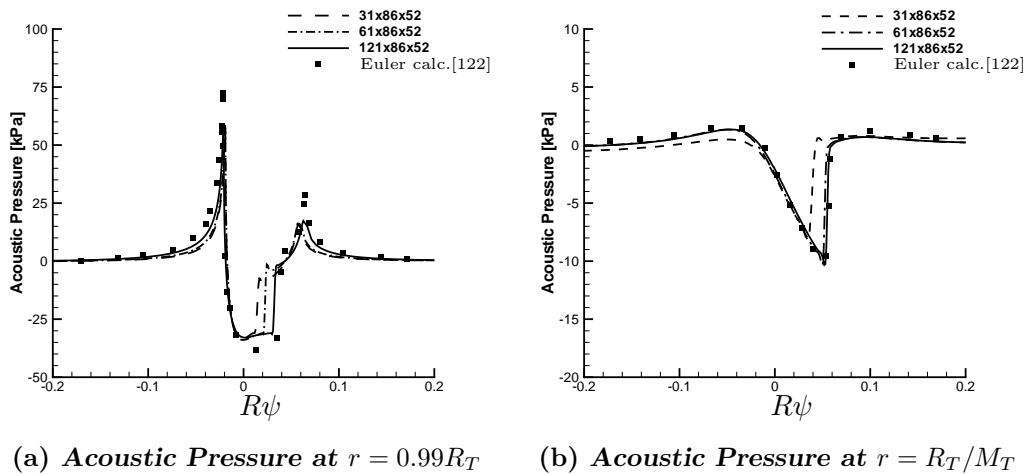 31x86x52
61x86x52
121x86x52
Euler calc.[122]
Acoustic Pressure [kPa]
100
75
50
25
0
-25
-50
-0.2
-0.1
0
0.1
0.2
Rψ
(a) Acoustic Pressure at r = 0.99R_T
31x86x52
61x86x52
121x86x52
Euler calc.[122]
Acoustic Pressure [kPa]
10
5
0
-5
-10
-15
-20
-0.2
-0.1
0
0.1
0.2
Rψ
(b) Acoustic Pressure at r = R_T/M_T